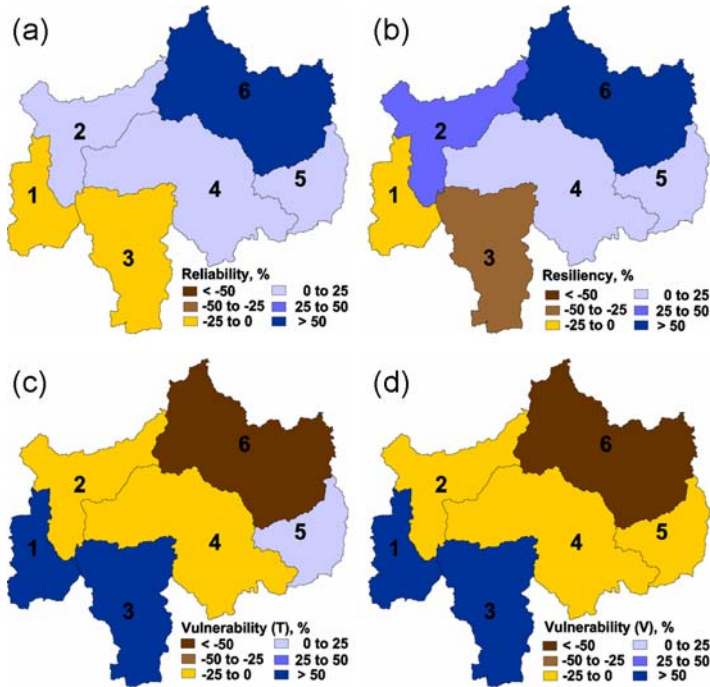 (a)
6
2
1
4
5
3
Reliability, %
< -50
0 to 25
-50 to -25
25 to 50
-25 to 0
> 50
(b)
6
2
1
4
5
3
Resiliency, %
< -50
0 to 25
-50 to -25
25 to 50
-25 to 0
> 50
(c)
6
2
1
4
5
3
Vulnerability (T), %
< -50
0 to 25
-50 to -25
25 to 50
-25 to 0
> 50
(d)
6
2
1
4
5
3
Vulnerability (V), %
< -50
0 to 25
-50 to -25
25 to 50
-25 to 0
> 50